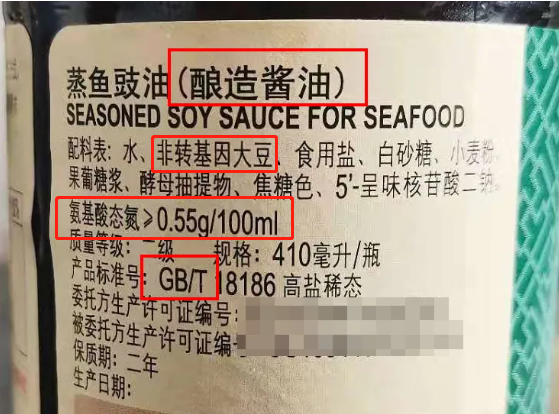 蒸鱼豉油(酿造酱油)
SEASONED SOY SAUCE FOR SEAFOOD
配料表：水、非转基因大豆、食用盐、白砂糖、小麦粉、
果葡糖浆、酵母抽提物、焦糖色、5'-呈味核苷酸二钠。
氨基酸态氮≥0.55g/100ml
质量等级：级 规格：410毫升/瓶
产品标准号：GB/T 18186 高盐稀态
委托方生产许可证编号：
被委托方生产许可证编号：
保质期：二年
生产日期：